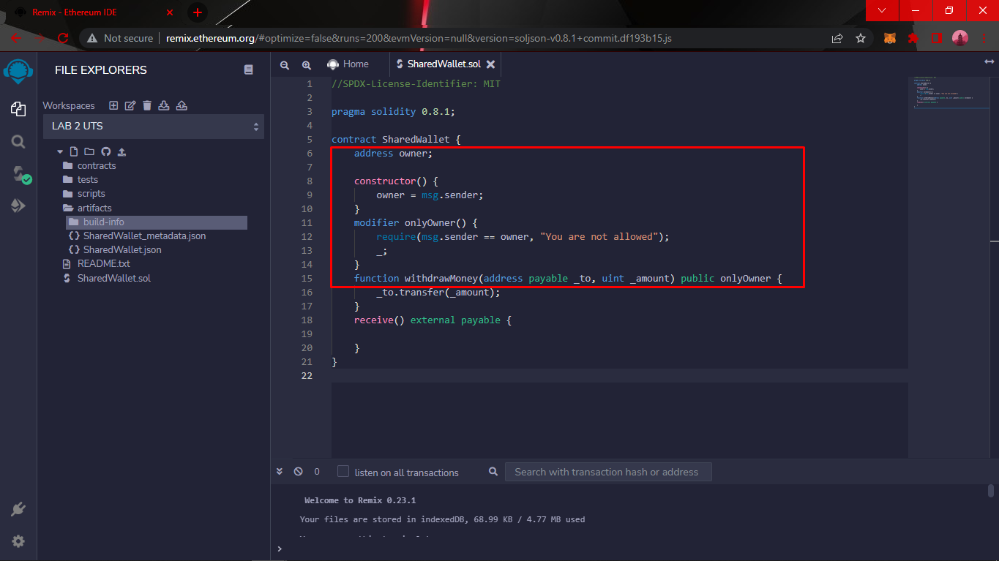 Remix - Ethereum IDE
Not secure
remix.ethereum.org/#optimize=false&runs=200&evmVersion=null&version=soljson-v0.8.1+commit.df193b15.js
FILE EXPLORERS
Workspaces
LAB 2 UTS
contracts
tests
scripts
artifacts
build-info
SharedWallet_metadata.json
SharedWallet.json
README.txt
SharedWallet.sol
Home
SharedWallet.sol
1 //SPDX-License-Identifier: MIT
2
3 pragma solidity 0.8.1;
4
5 contract SharedWallet {
6 address owner;
7
8 constructor() {
9 owner = msg.sender;
10 }
11 modifier onlyOwner() {
12 require(msg.sender == owner, "You are not allowed");
13 _;
14 }
15 function withdrawMoney(address payable _to, uint _amount) public onlyOwner {
16 _to.transfer(_amount);
17 }
18 receive() external payable {
19
20 }
21 }
22
0
listen on all transactions
Search with transaction hash or address
Welcome to Remix 0.23.1
Your files are stored in indexedDB, 68.99 KB / 4.77 MB used
>